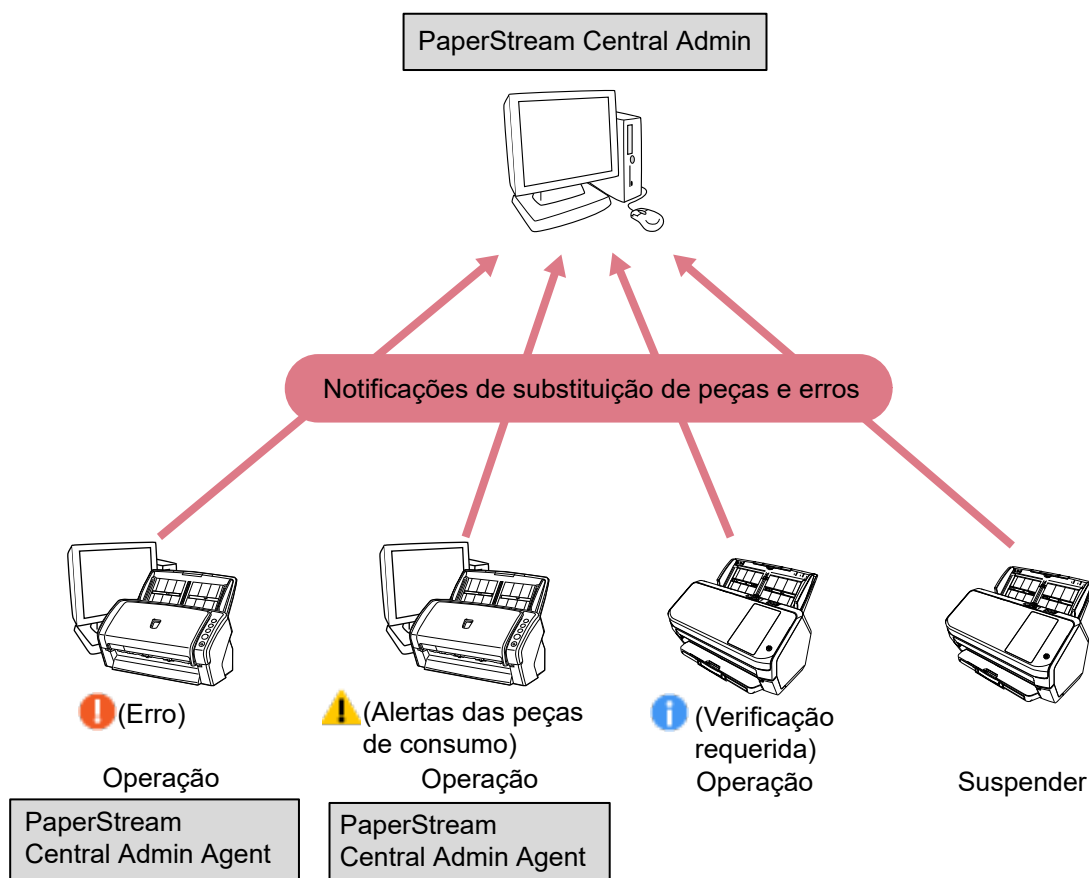 PaperStream Central Admin
Notificações de substituição de peças e erros
(Erro)
Operação
PaperStream
Central Admin Agent
(Alertas das peças
de consumo)
Operação
PaperStream
Central Admin Agent
(Verificação
requerida)
Operação
Suspender